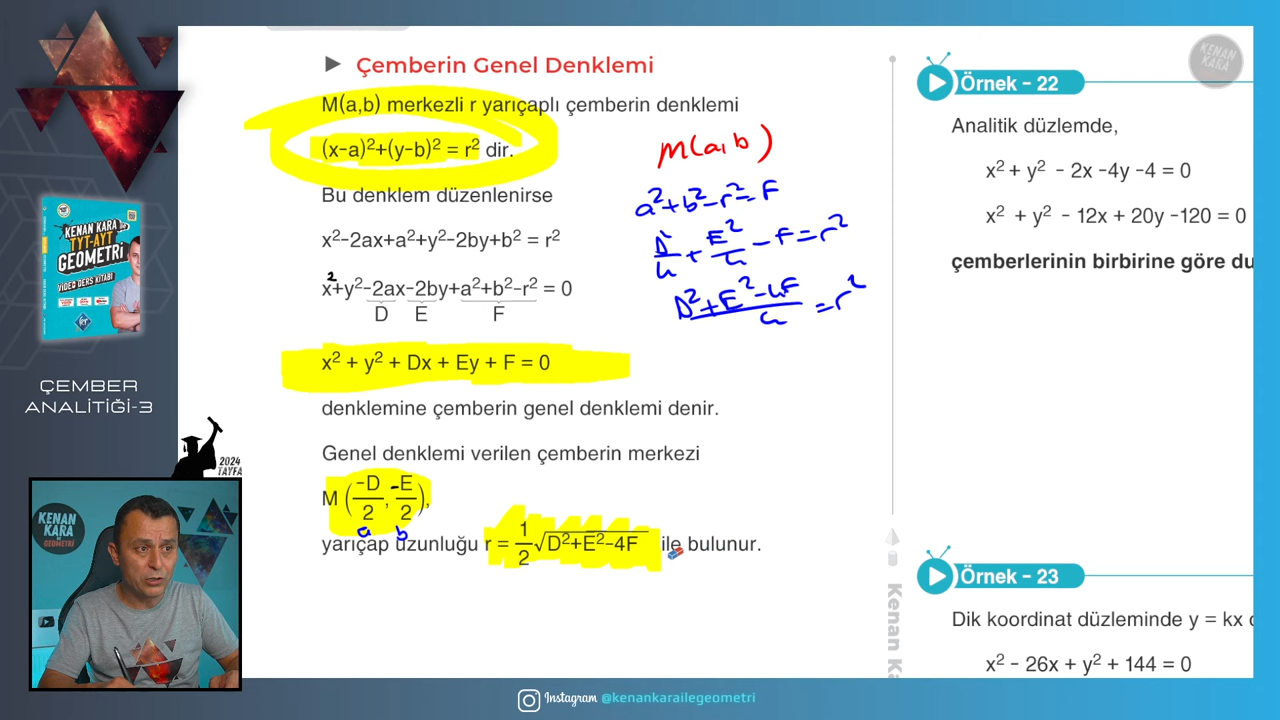 ▶ Çemberin Genel Denklemi
M(a,b) merkezli r yarıçaplı çemberin denklemi
(x-a)²+(y-b)² = r² dir.
Bu denklem düzenlenirse
x²-2ax+a²+y²-2by+b² = r²
x²+y²-2ax-2by+a²+b²-r² = 0
D E F
x² + y² + Dx + Ey + F = 0
denklemine çemberin genel denklemi denir.
Genel denklemi verilen çemberin merkezi
M (-D/2, -E/2),
a b
yarıçap uzunluğu r = 1/2 √D²+E²-4F ile bulunur.
M(a,b)
a²+b²-r²=F
D²/4 + E²/4 - F = r²
D²+E²-4F/4 = r²
KENAN KARA
Örnek - 22
Analitik düzlemde,
x² + y² - 2x -4y -4 = 0
x² + y² - 12x + 20y -120 = 0
çemberlerinin birbirine göre du
Örnek - 23
Dik koordinat düzleminde y = kx
x² - 26x + y² + 144 = 0
Kenan Ka
KENAN KARA
TYT-AYT
GEOMETRİ
VİDEO DERS KİTABI
ÇEMBER
ANALİTİĞİ-3
2024
TAYFA
KENAN
KARA
GEOMETRİ
Instagram @kenankarailegeometri